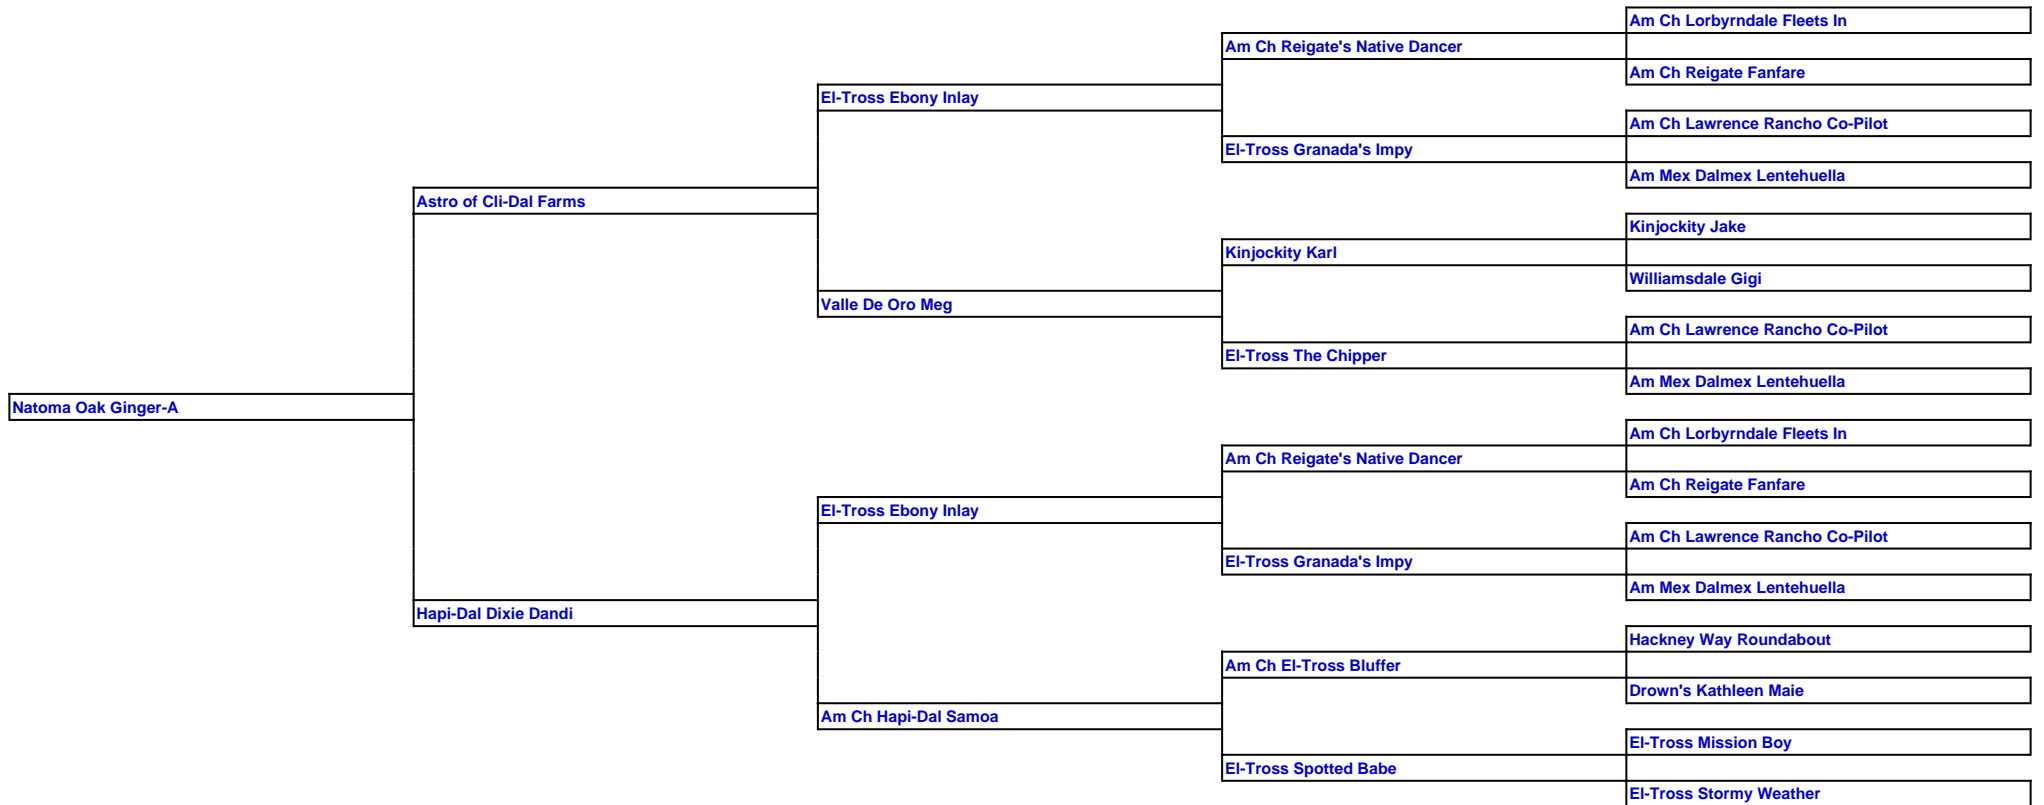 Am Ch Lorbyrndale Fleets In
Am Ch Reigate's Native Dancer
Am Ch Reigate Fanfare
El-Tross Ebony Inlay
Am Ch Lawrence Rancho Co-Pilot
El-Tross Granada's Impy
Am Mex Dalmex Lentehuella
Astro of Cli-Dal Farms
Kinjockity Jake
Kinjockity Karl
Williamsdale Gigi
Valle De Oro Meg
Am Ch Lawrence Rancho Co-Pilot
El-Tross The Chipper
Am Mex Dalmex Lentehuella
Natoma Oak Ginger-A
Am Ch Lorbyrndale Fleets In
Am Ch Reigate's Native Dancer
Am Ch Reigate Fanfare
El-Tross Ebony Inlay
Am Ch Lawrence Rancho Co-Pilot
El-Tross Granada's Impy
Am Mex Dalmex Lentehuella
Hapi-Dal Dixie Dandi
Hackney Way Roundabout
Am Ch El-Tross Bluffer
Drown's Kathleen Maie
Am Ch Hapi-Dal Samoa
El-Tross Mission Boy
El-Tross Spotted Babe
El-Tross Stormy Weather